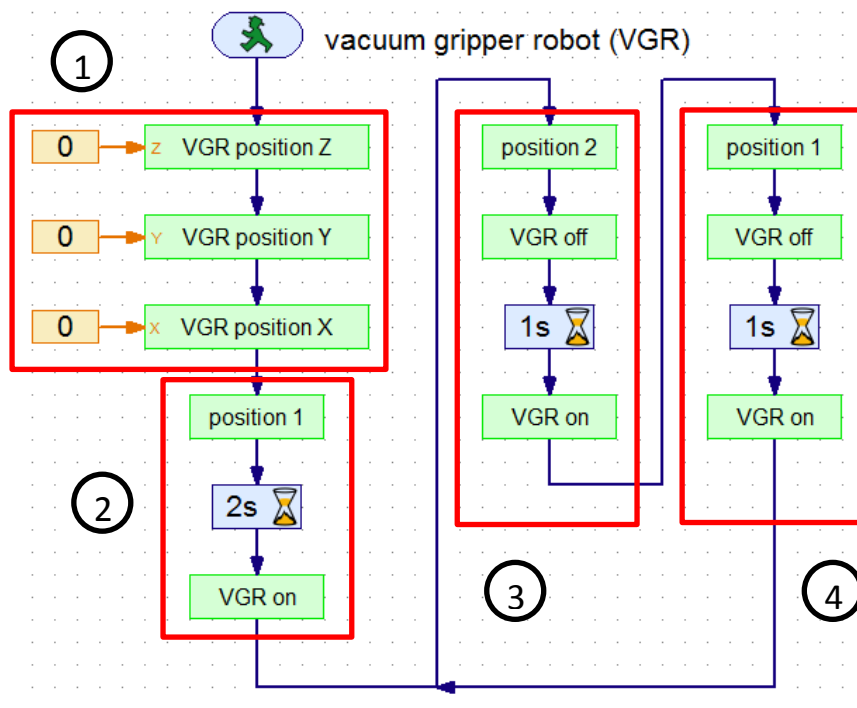 vacuum gripper robot (VGR)
1
0
Z VGR position Z
0
Y VGR position Y
0
X VGR position X
2
position 1
2s
VGR on
3
position 2
VGR off
1s
VGR on
4
position 1
VGR off
1s
VGR on